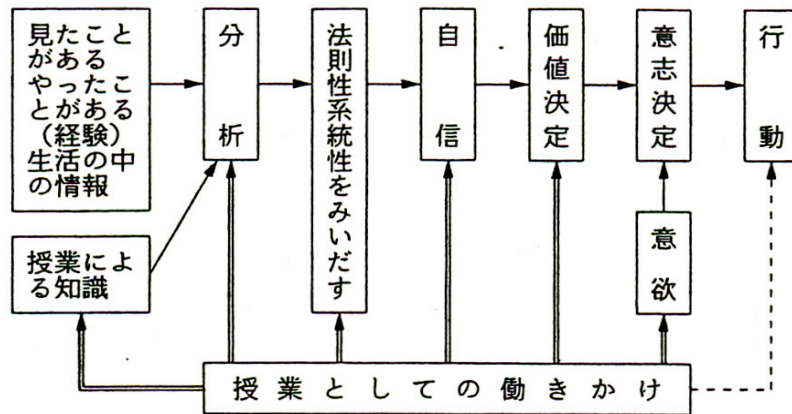 見たこと
があること
やったこ
とがある
(経験)
生活の中
の情報
分析
法則性系統性をみいだす
自信
価値決定
意志決定
行動
授業によ
る知識
意欲
授業としての働きかけ